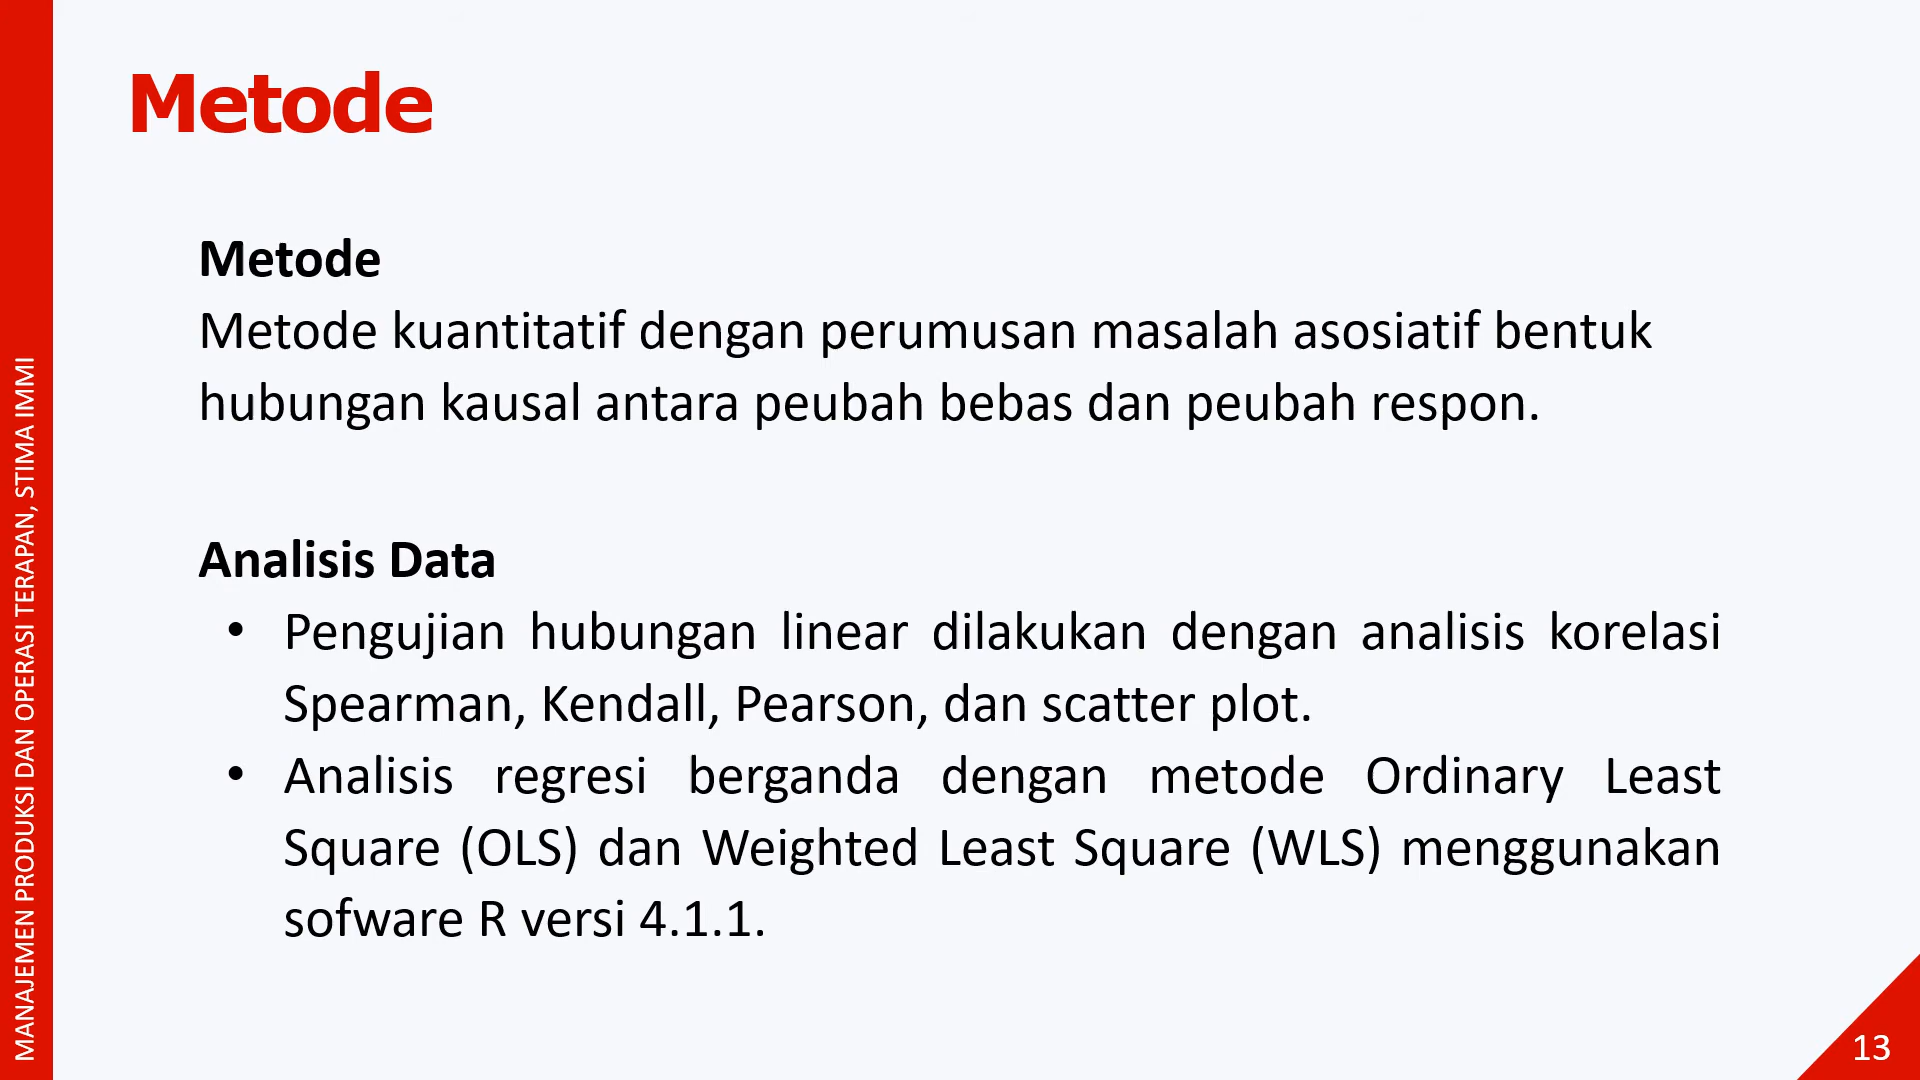 Metode
Metode
Metode kuantitatif dengan perumusan masalah asosiatif bentuk
hubungan kausal antara peubah bebas dan peubah respon.
Analisis Data
• Pengujian hubungan linear dilakukan dengan analisis korelasi
Spearman, Kendall, Pearson, dan scatter plot.
• Analisis regresi berganda dengan metode Ordinary Least
Square (OLS) dan Weighted Least Square (WLS) menggunakan
sofware R versi 4.1.1.
MANAJEMEN PRODUKSI DAN OPERASI TERAPAN, STIMA IMMI
13